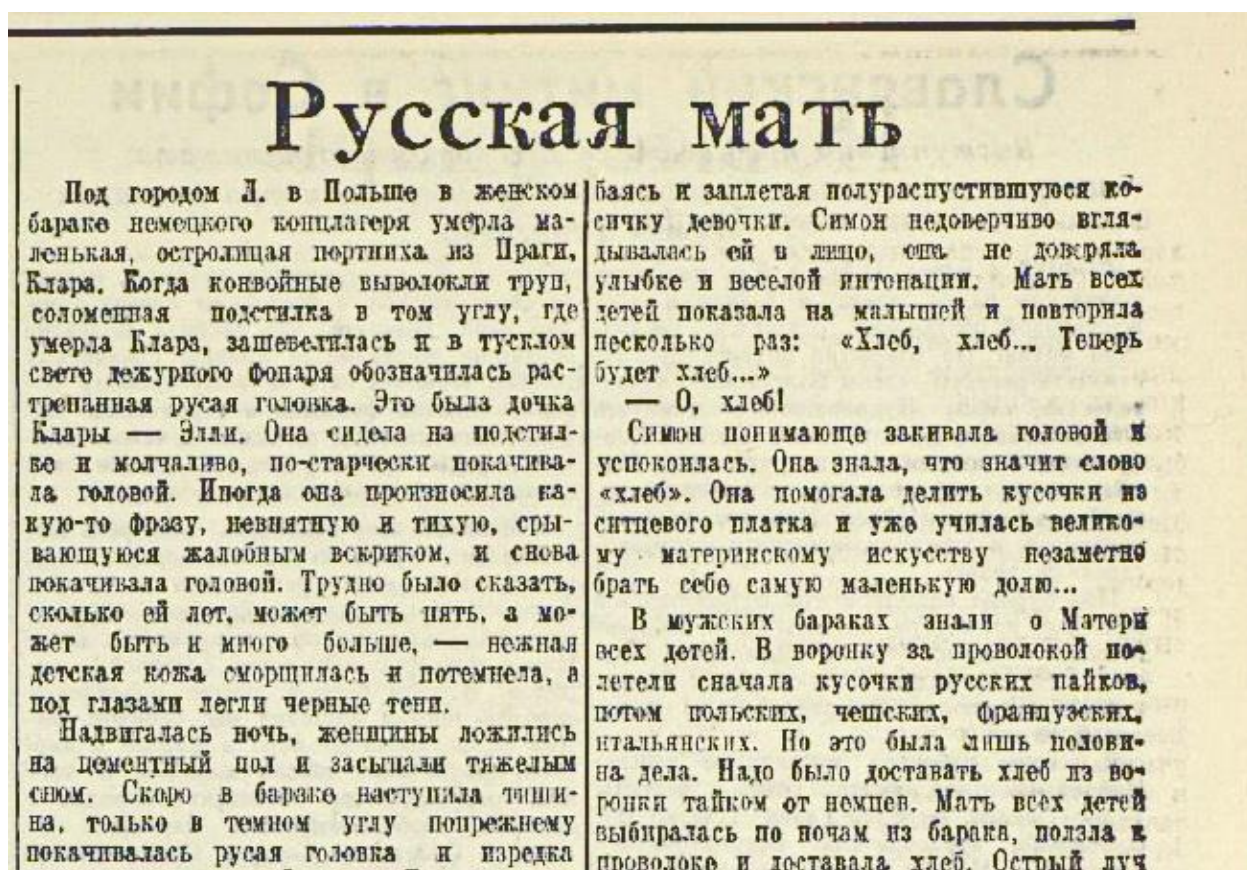 Русская мать
Под городом Л. в Польше в женском
бараке немецкого концлагеря умерла ма-
ленькая, остролицая портниха из Праги,
Клара. Когда конвойные выволокли труп,
соломенная подстилка в том углу, где
умерла Клара, зашевелилась и в тусклом
свете дежурного фонаря обозначилась рас-
трепанная русая головка. Это была дочка
Клары — Элли. Она сидела на подстил-
ке и молчаливо, по-старчески покачива-
ла головой. Иногда она произносила ка-
кую-то фразу, невнятную и тихую, сры-
вающуюся жалобным вскриком, и снова
покачивала головой. Трудно было сказать,
сколько ей лет, может быть пять, а мо-
жет быть и много больше, — нежная
детская кожа сморщилась и потемнела, а
под глазами легли черные тени.
Надвигалась ночь, женщины ложились
на цементный пол и засыпали тяжелым
сном. Скоро в бараке наступила тиши-
на, только в темном углу попрежнему
покачивалась русая головка и изредка
баясь и заплетая полураспустившуюся ко-
сичку девочки. Симон недоверчиво вгля-
дывалась ей в лицо, она не доверяла
улыбке и веселой интонации. Мать всех
детей показала на малышей и повторила
несколько раз: «Хлеб, хлеб... Теперь
будет хлеб...»
— О, хлеб!
Симон понимающе закивала головой и
успокоилась. Она знала, что значит слово
«хлеб». Она помогала делить кусочки из
ситцевого платка и уже училась велико-
му материнскому искусству незаметно
брать себе самую маленькую долю...
В мужских бараках знали о Матери
всех детей. В воронку за проволокой по-
летели сначала кусочки русских пайков,
потом польских, чешских, французских,
итальянских. Но это была лишь полови-
на дела. Надо было доставать хлеб из во-
ронки тайком от немцев. Мать всех детей
выбиралась по ночам из барака, ползла к
проволоке и доставала хлеб. Острый луч